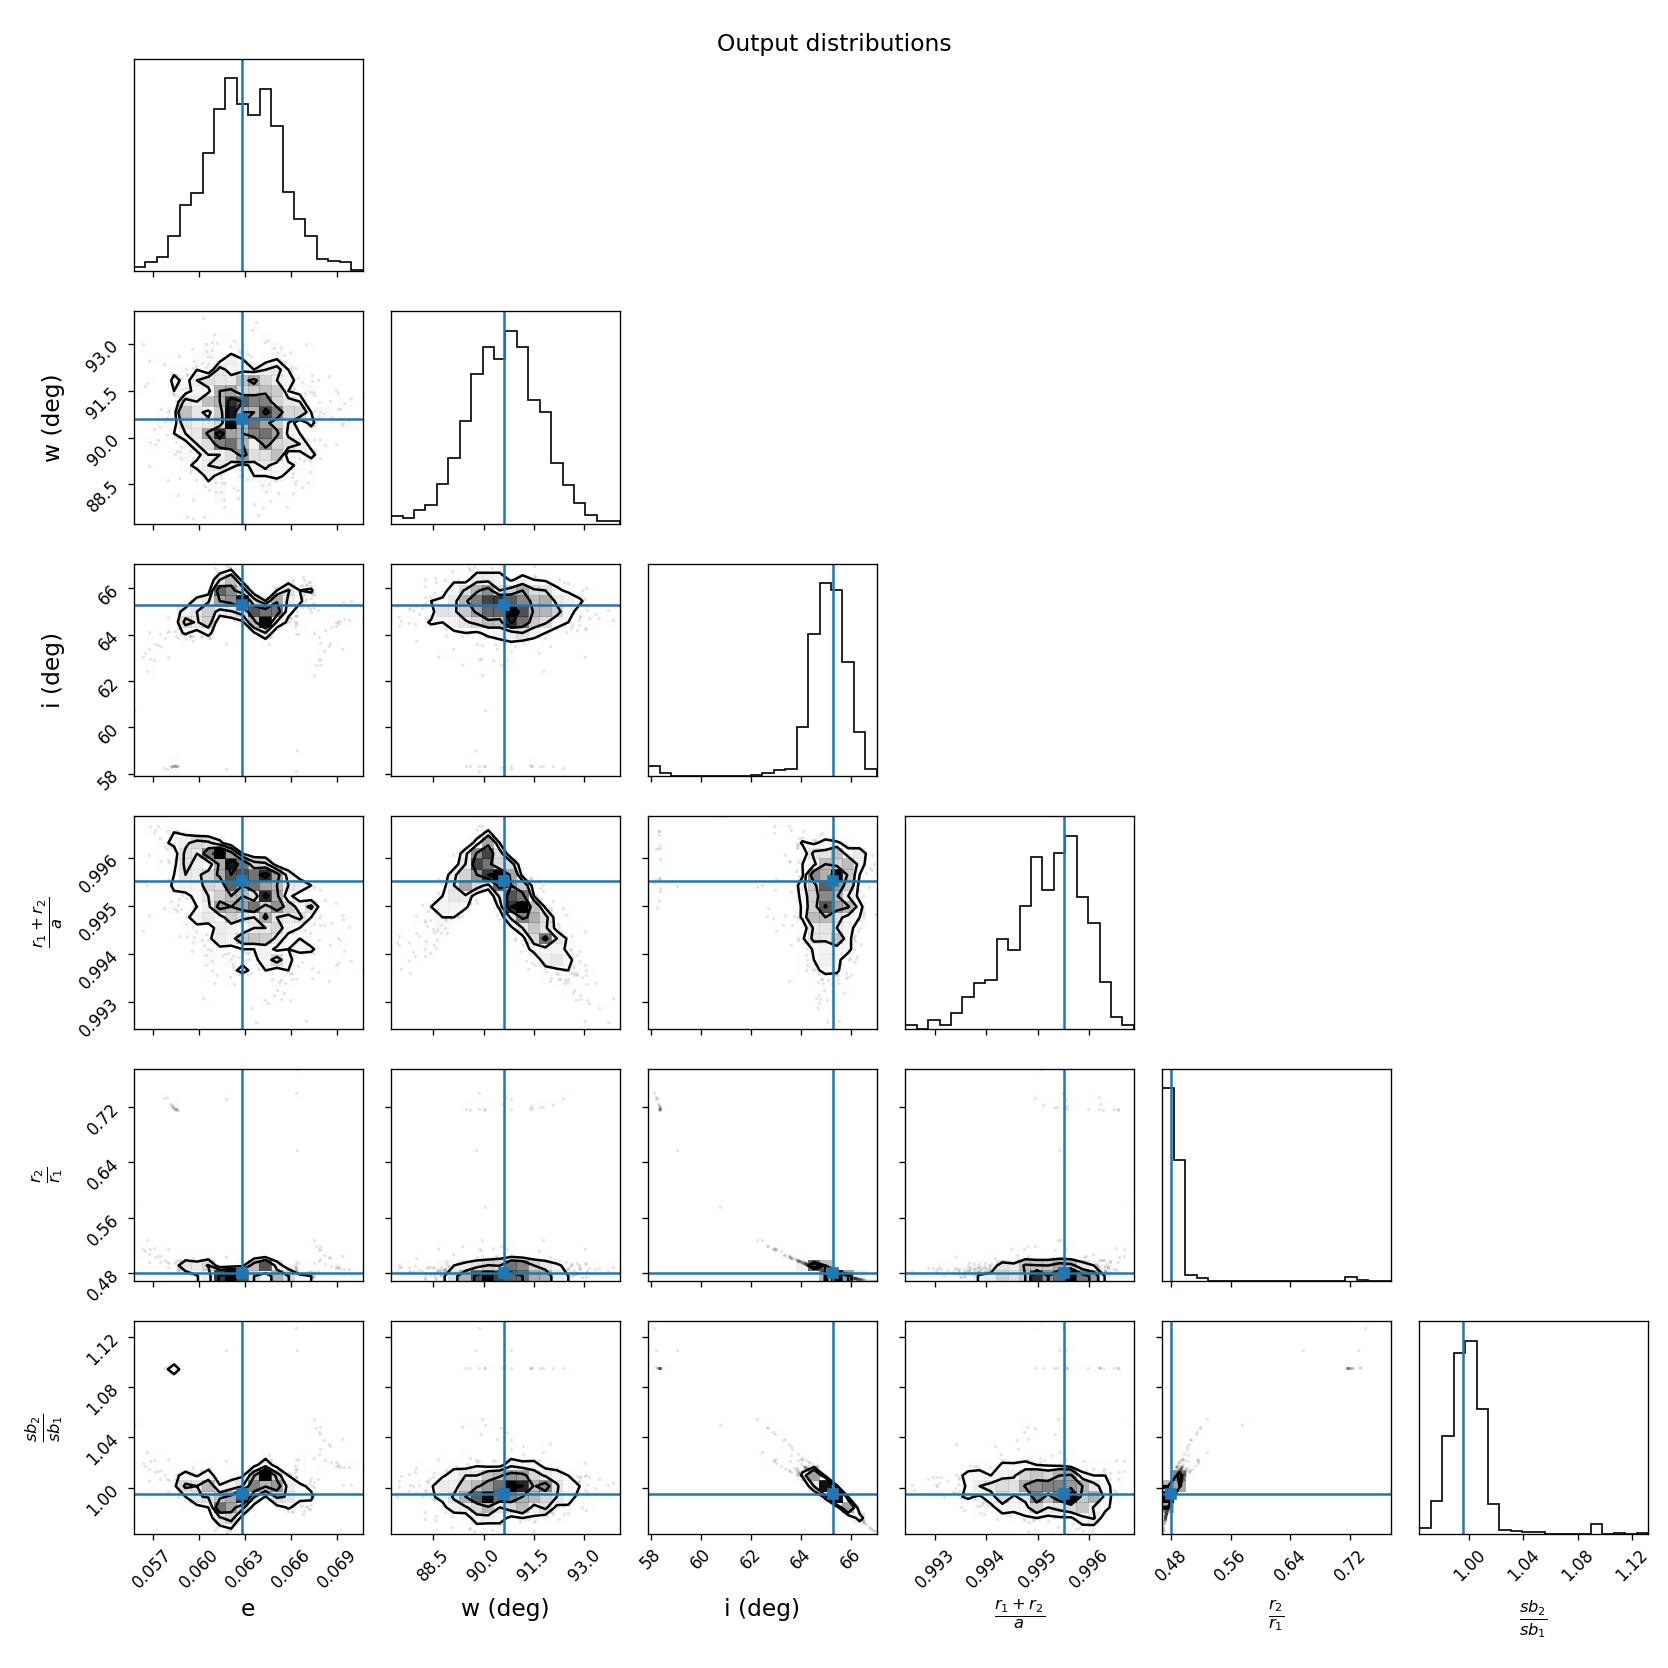 Output distributions
w (deg)
93.0
91.5
90.0
88.5
i (deg)
66
64
62
60
58
r₁ + r₂
a
0.996
0.995
0.994
0.993
r₂
r₁
0.72
0.64
0.56
0.48
sb₂
sb₁
1.12
1.08
1.04
1.00
0.057 0.060 0.063 0.066 0.069 88.5 90.0 91.5 93.0 58 60 62 64 66 0.993 0.994 0.995 0.996 0.48 0.56 0.64 0.72 1.00 1.04 1.08 1.12
e w (deg) i (deg) r₁ + r₂ r₂ sb₂
a r₁ sb₁